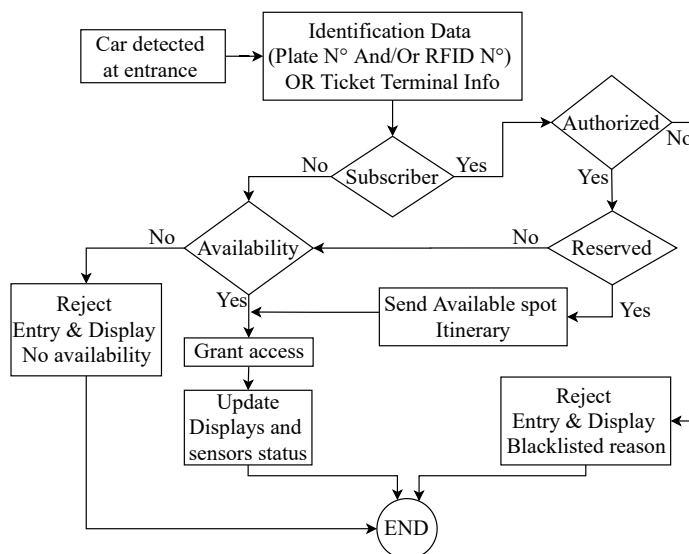 Car detected
at entrance
Identification Data
(Plate N° And/Or RFID N°)
OR Ticket Terminal Info
Authorized
No
No
Subscriber
Yes
Yes
No
Availability
No
Reserved
Yes
Yes
Reject
Entry & Display
No availability
Send Available spot
Itinerary
Grant access
Update
Displays and
sensors status
Reject
Entry & Display
Blacklisted reason
END